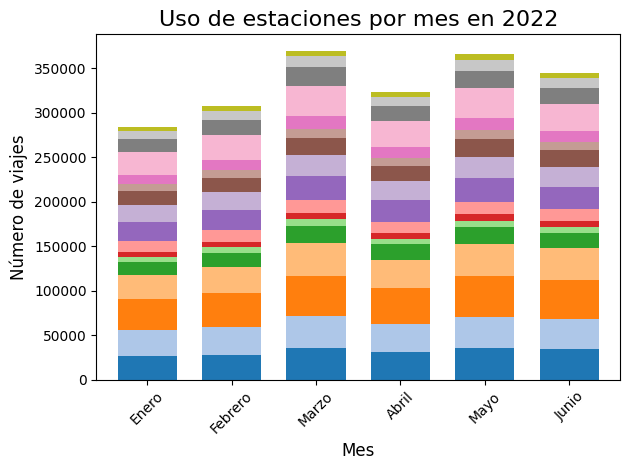 Uso de estaciones por mes en 2022
Número de viajes
350000
300000
250000
200000
150000
100000
50000
0
Enero
Febrero
Marzo
Abril
Mayo
Junio
Mes